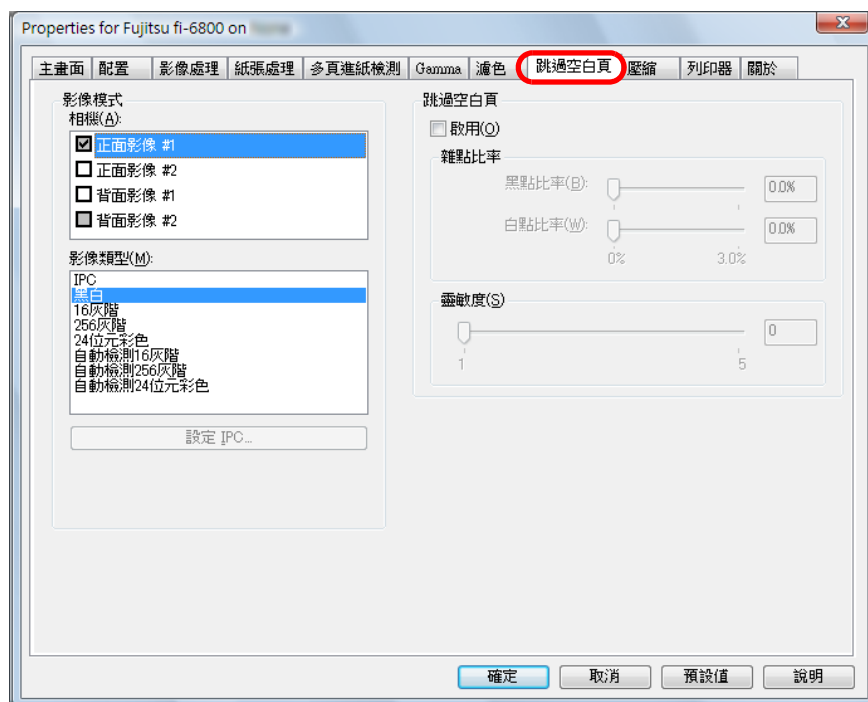 Properties for Fujitsu fi-6800 on
主畫面 配置 影像處理 紙張處理 多頁進紙檢測 Gamma 濾色 跳過空白頁 壓縮 列印器 關於
影像模式
相機(A):
正面影像 #1
正面影像 #2
背面影像 #1
背面影像 #2
影像類型(M):
IPC
黑白
16灰階
256灰階
24位元彩色
自動檢測16灰階
自動檢測256灰階
自動檢測24位元彩色
設定 IPC...
跳過空白頁
啟用(O)
雜點比率
黑點比率(B): 0.0%
白點比率(W): 0.0%
0% 3.0%
靈敏度(S)
0
1 5
確定 取消 預設值 說明